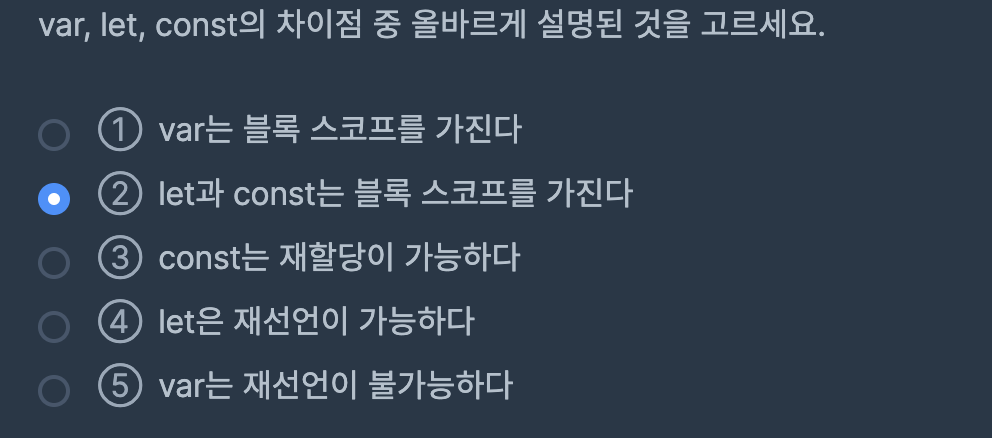 var, let, const의 차이점 중 올바르게 설명된 것을 고르세요.
① var는 블록 스코프를 가진다
② let과 const는 블록 스코프를 가진다
③ const는 재할당이 가능하다
④ let은 재선언이 가능하다
⑤ var는 재선언이 불가능하다